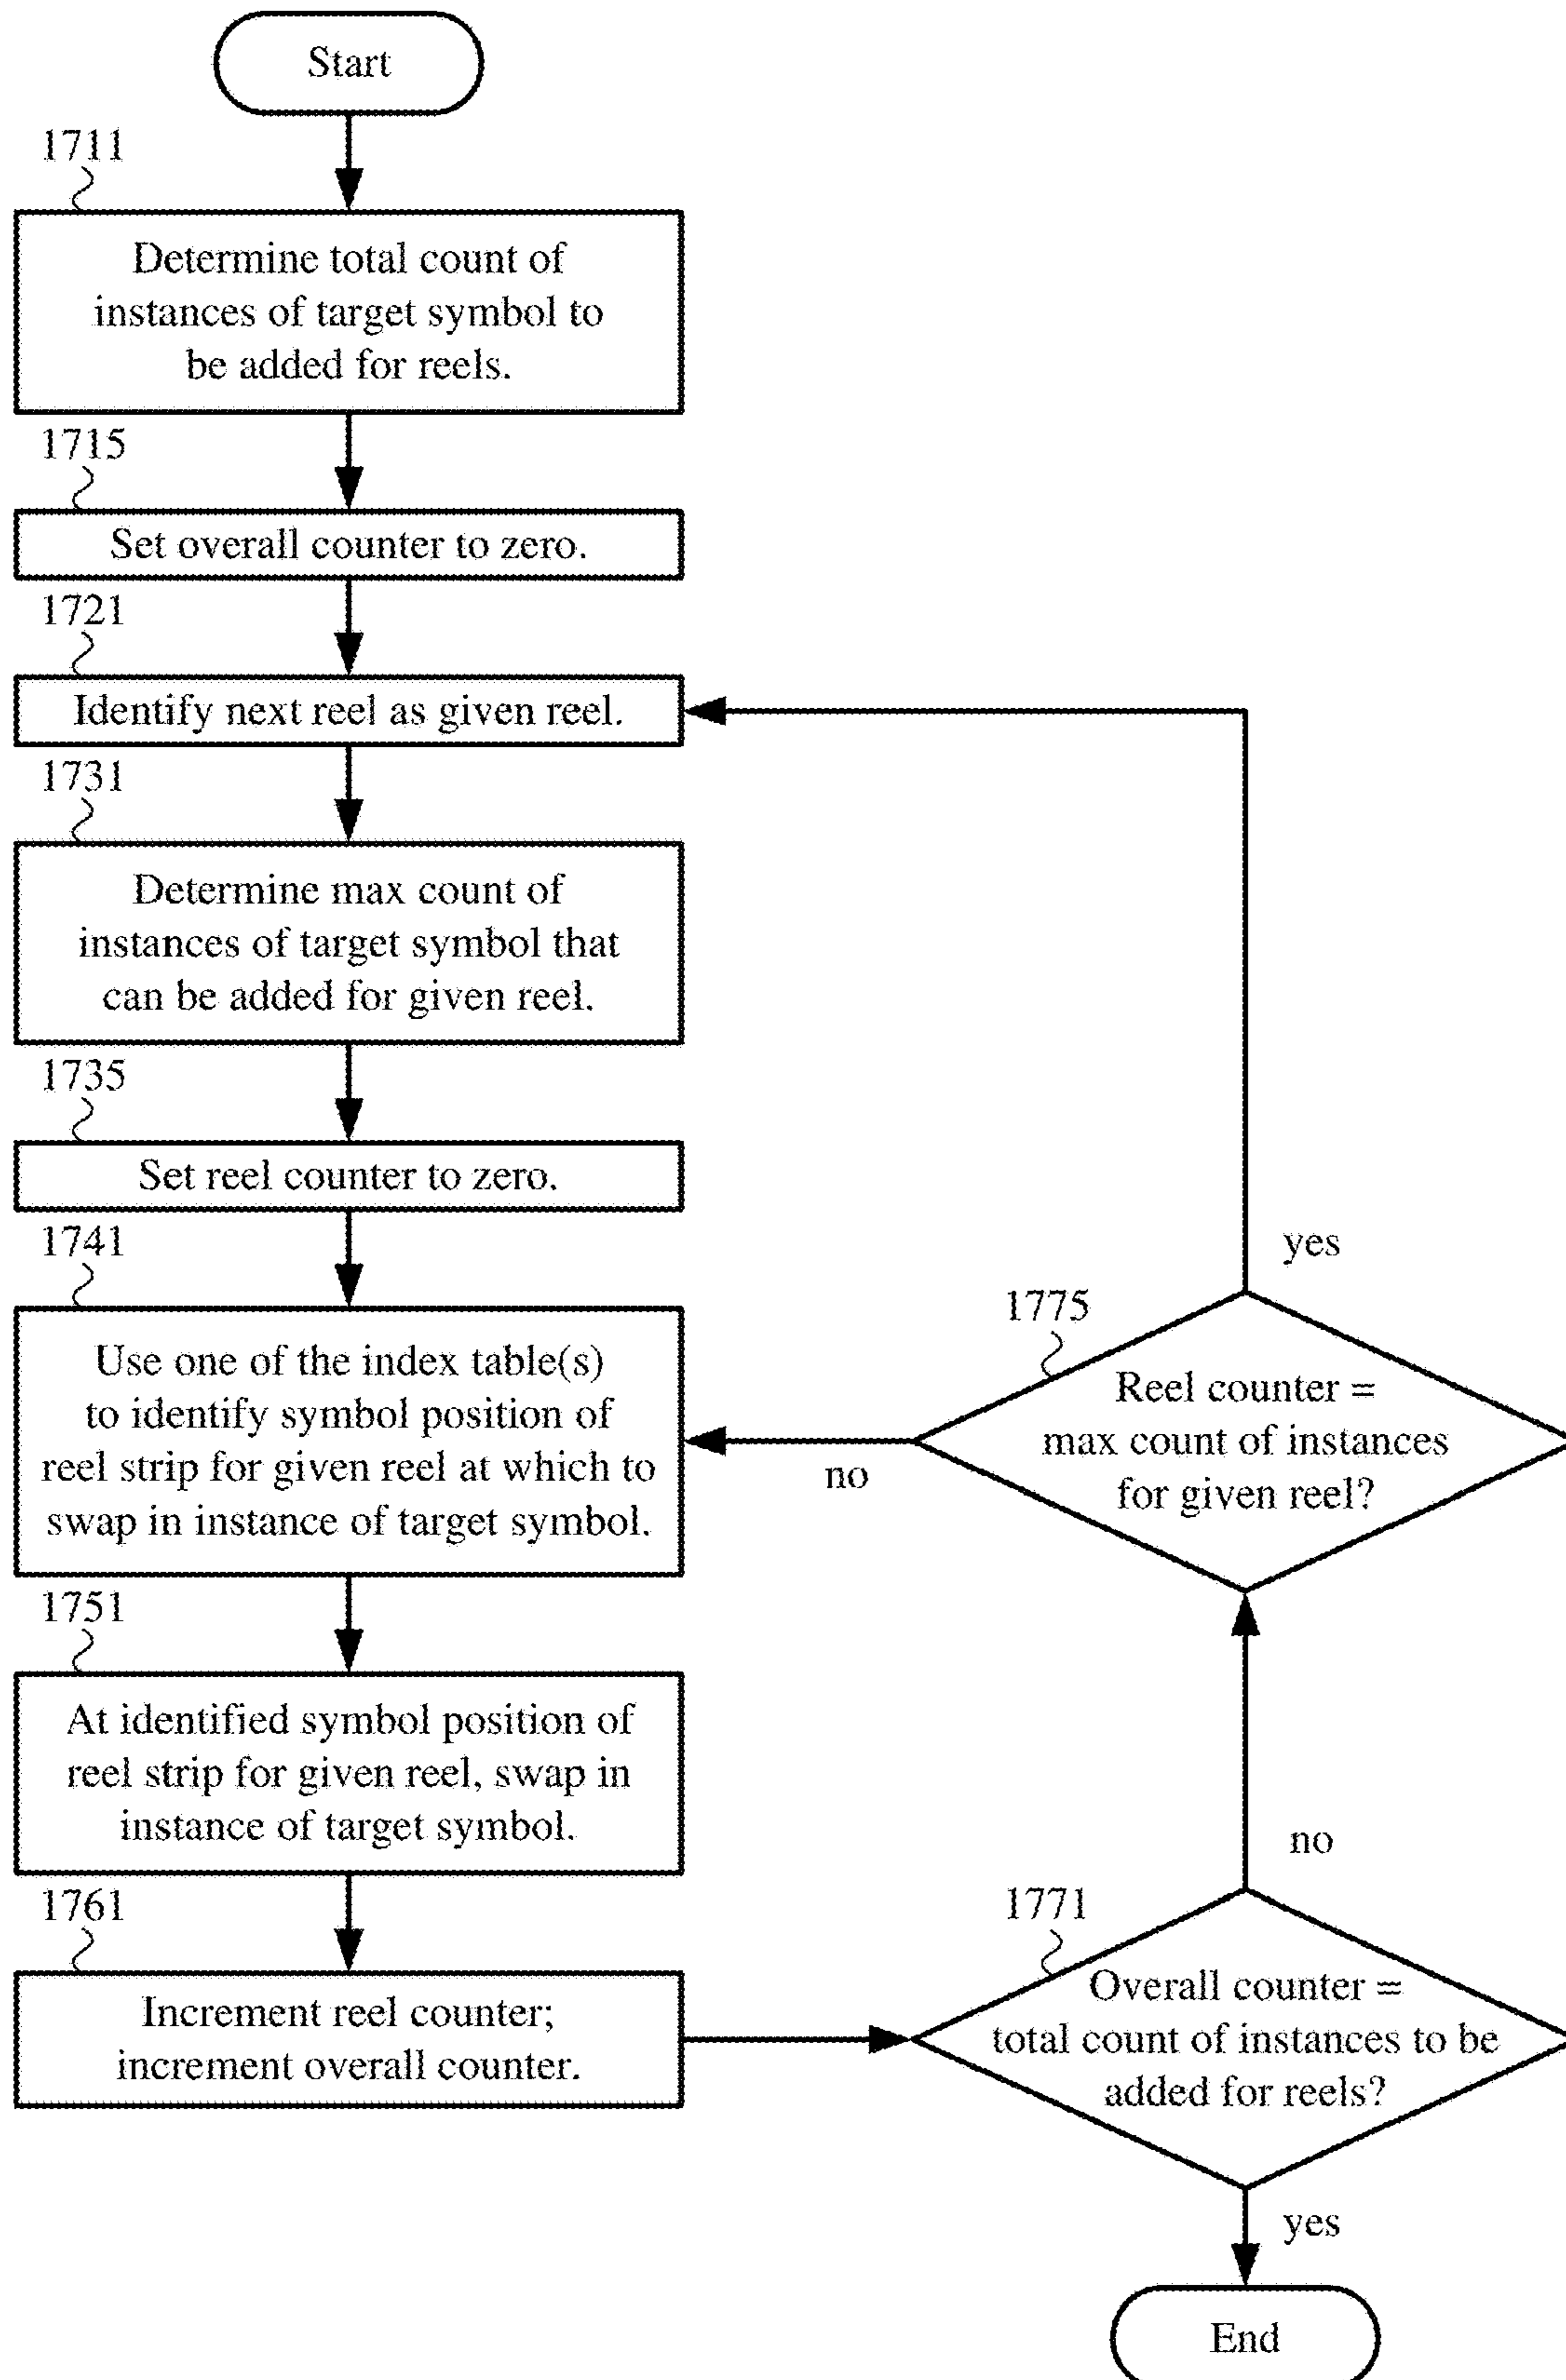 Start
1711
Determine total count of
instances of target symbol to
be added for reels.
1715
Set overall counter to zero.
1721
Identify next reel as given reel.
1731
Determine max count of
instances of target symbol that
can be added for given reel.
1735
Set reel counter to zero.
1741
Use one of the index table(s)
to identify symbol position of
reel strip for given reel at which to
swap in instance of target symbol.
1751
At identified symbol position of
reel strip for given reel, swap in
instance of target symbol.
1761
Increment reel counter;
increment overall counter.
1771
Overall counter =
total count of instances to be
added for reels?
no
yes
1775
Reel counter =
max count of instances
for given reel?
yes
no
End